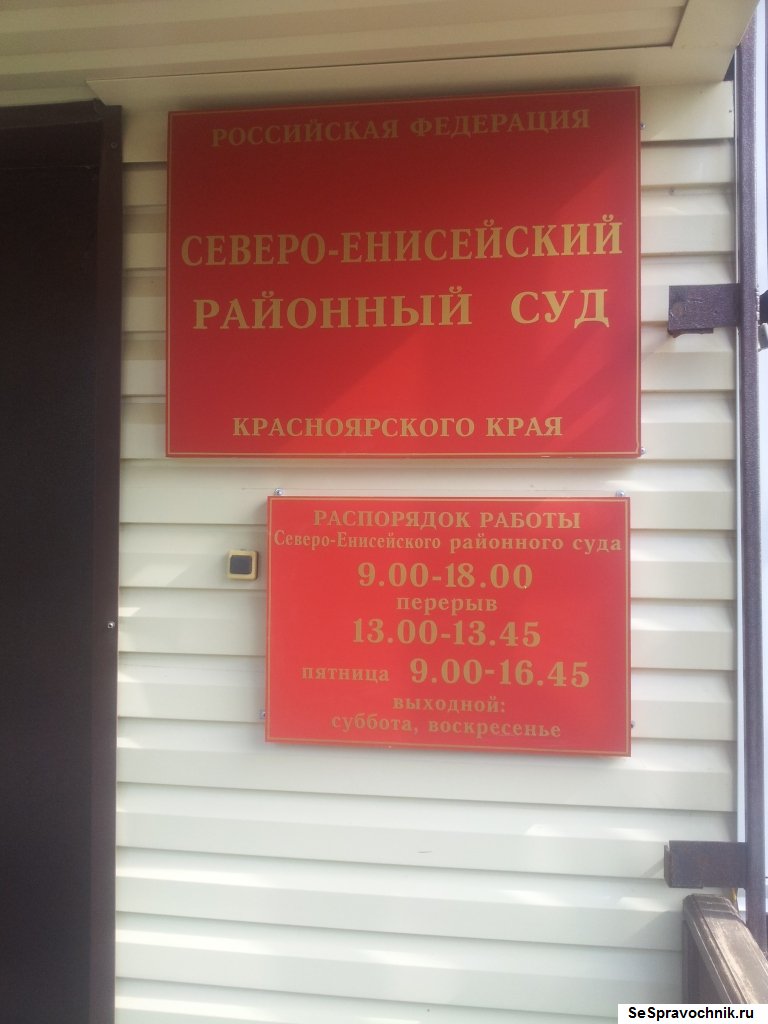 РОССИЙСКАЯ ФЕДЕРАЦИЯ
СЕВЕРО-ЕНИСЕЙСКИЙ
РАЙОННЫЙ СУД
КРАСНОЯРСКОГО КРАЯ
РАСПОРЯДОК РАБОТЫ
Северо-Енисейского районного суда
9.00-18.00
перерыв
13.00-13.45
пятница 9.00-16.45
выходной:
суббота, воскресенье
SeSpravochnik.ru